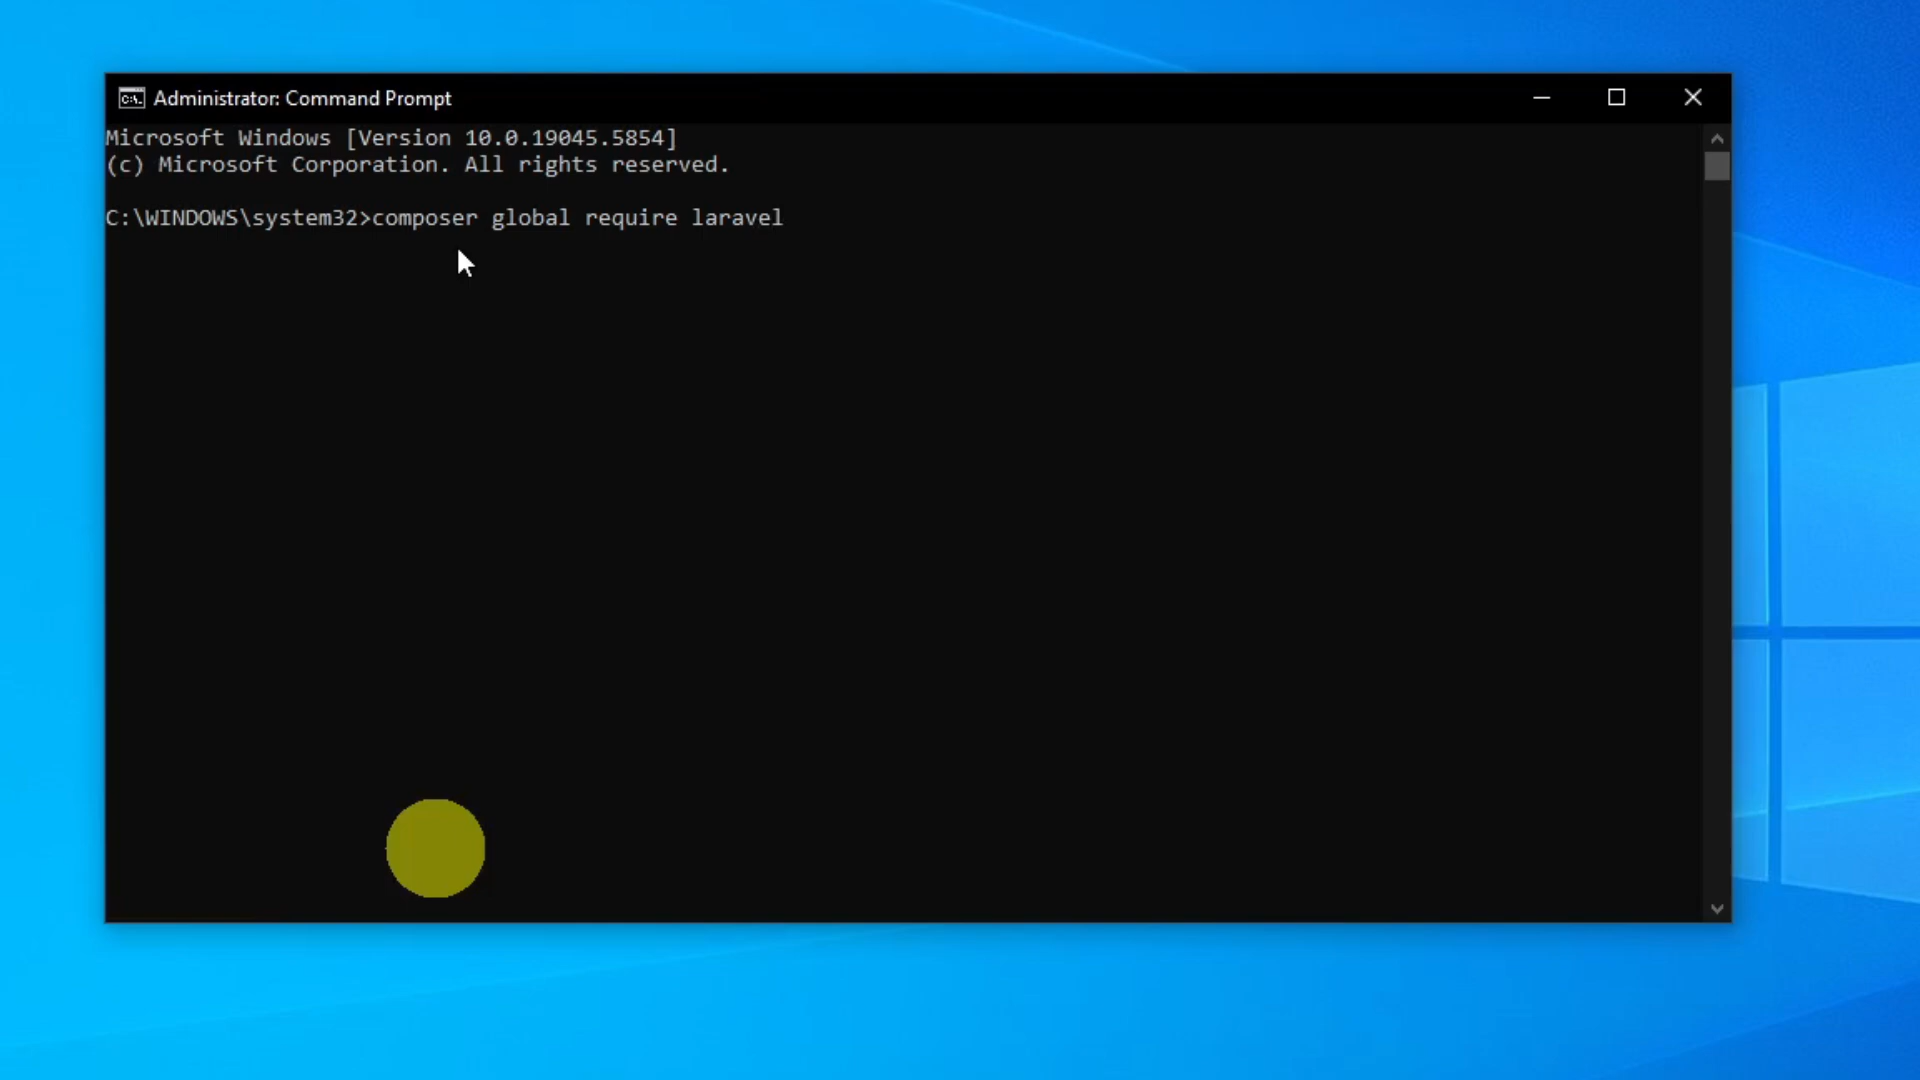 Administrator: Command Prompt
Microsoft Windows [Version 10.0.19045.5854]
(c) Microsoft Corporation. All rights reserved.
C:\WINDOWS\system32>composer global require laravel